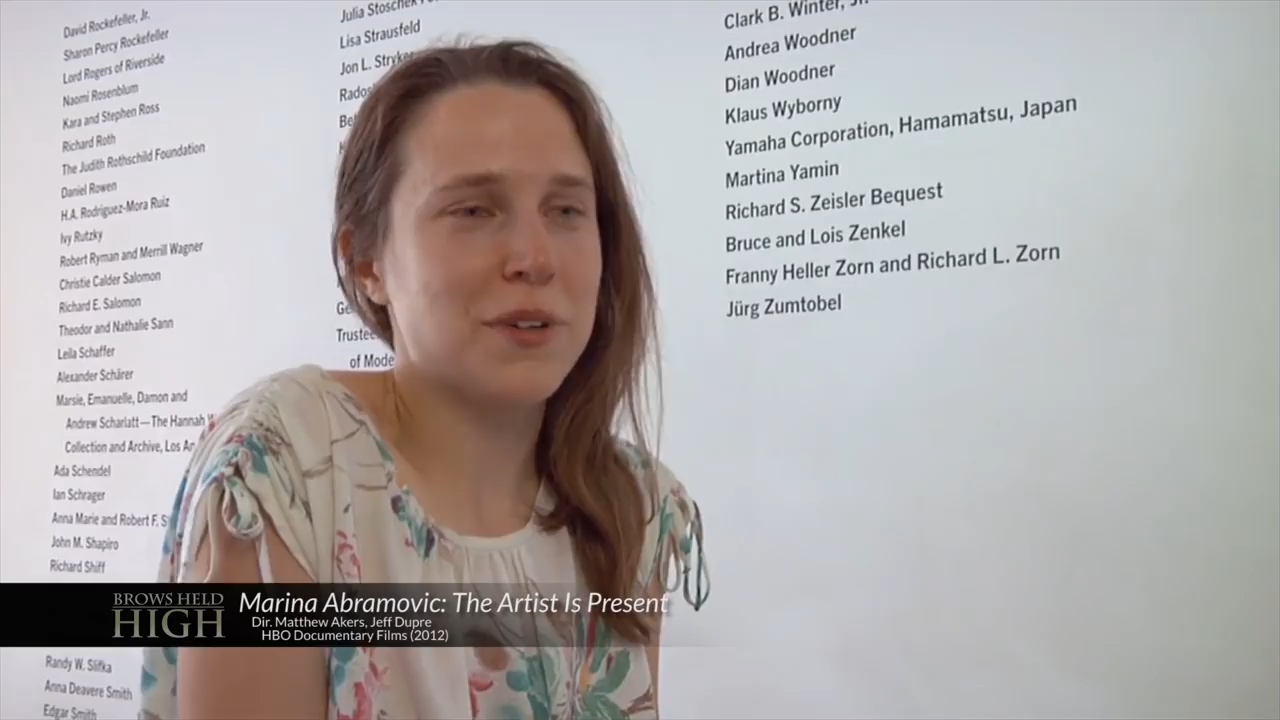 David Rockefeller, Jr.
Sharon Percy Rockefeller
Lord Rogers of Riverside
Naomi Rosenblum
Kara and Stephen Ross
Richard Roth
The Judith Rothschild Foundation
Daniel Rowen
H.A. Rodriguez-Mora Ruiz
Ivy Rutzky
Robert Ryman and Merrill Wagner
Christie Calder Salomon
Richard E. Salomon
Theodor and Nathalie Sann
Leila Schaffer
Alexander Schärer
Marsie, Emanuelle, Damon and
Andrew Scharlatt—The Hannah
Collection and Archive, Los
Ada Schendel
Ian Schrager
Anna Marie and Robert F.
John M. Shapiro
Richard Shiff
Randy W. Slifka
Anna Deavere Smith
Edgar Smith
Julia Stoschek
Lisa Strausfeld
Jon L. Stryker
of Mode
Clark B. Winter, Jr.
Andrea Woodner
Dian Woodner
Klaus Wyborny
Yamaha Corporation, Hamamatsu, Japan
Martina Yamin
Richard S. Zeisler Bequest
Bruce and Lois Zenkel
Franny Heller Zorn and Richard L. Zorn
Jürg Zumtobel
BROWS HELD
HIGH
Marina Abramovic: The Artist Is Present
Dir. Matthew Akers, Jeff Dupre
HBO Documentary Films (2012)